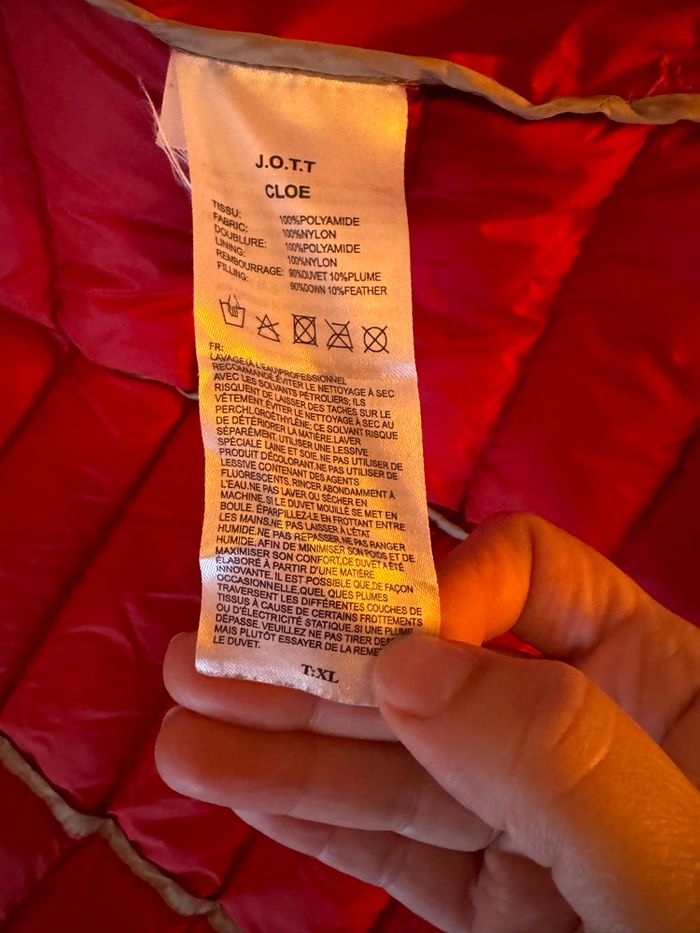 J.O.T.T
CLOE
TISSU: 100%POLYAMIDE
FABRIC: 100%NYLON
DOUBLURE: 100%POLYAMIDE
LINING: 100%NYLON
REMBOURRAGE: 90%DUVET 10%PLUME
FILLING: 90%DOWN 10%FEATHER
FR:
LAVAGE(À L'EAU)PROFESSIONNEL
RECOMMANDÉ.ÉVITER LE NETTOYAGE À SEC
AVEC LES SOLVANTS PÉTROLIERS; ILS
RISQUENT DE LAISSER DES TACHES SUR LE
VÊTEMENT.ÉVITER LE NETTOYAGE À SEC AU
PERCHLOROÉTHYLÈNE; CE SOLVANT RISQUE
DE DÉTÉRIORER LA MATIÈRE.LAVER
SÉPARÉMENT. UTILISER UNE LESSIVE
SPÉCIALE LAINE ET SOIE. NE PAS UTILISER DE
PRODUIT DÉCOLORANT.NE PAS UTILISER DE
LESSIVE CONTENANT DES AGENTS
FLUORESCENTS. RINCER ABONDAMMENT À
L'EAU.NE PAS LAVER OU SÉCHER EN
MACHINE.SI LE DUVET MOUILLÉ SE MET EN
BOULE. ÉPARPILLEZ-LE EN FROTTANT ENTRE
LES MAINS.NE PAS LAISSER À L'ÉTAT
HUMIDE.NE PAS REPASSER.NE PAS RANGER
HUMIDE. AFIN DE MINIMISER SON POIDS ET DE
MAXIMISER SON CONFORT,CE DUVET A ÉTÉ
ÉLABORÉ À PARTIR D'UNE MATIÈRE
INNOVANTE. IL EST POSSIBLE QUE,DE FAÇON
OCCASIONNELLE,QUELQUES PLUMES
TRAVERSENT LES DIFFÉRENTES COUCHES DE
TISSUS À CAUSE DE CERTAINS FROTTEMENTS
OU D'ÉLECTRICITÉ STATIQUE.SI UNE PLUME
DÉPASSE. VEUILLEZ NE PAS TIRER
MAIS PLUTÔT ESSAYER DE LA
LE DUVET.
T:XL